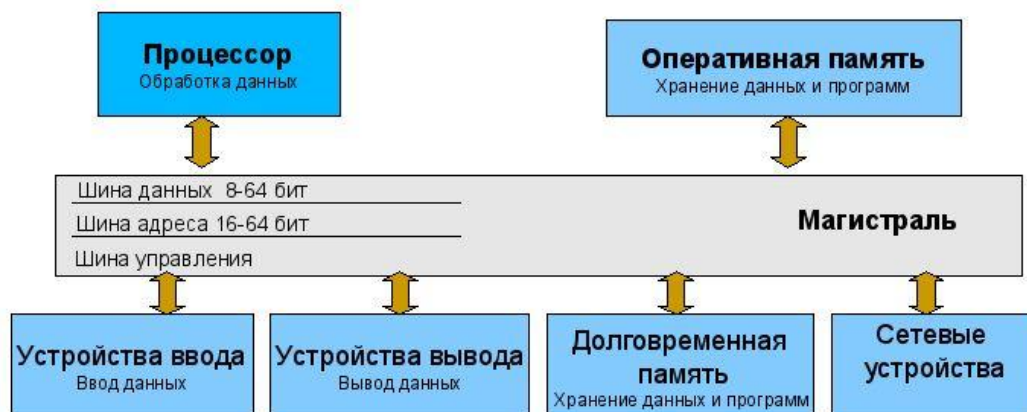 Процессор
Обработка данных
Оперативная память
Хранение данных и программ
Шина данных 8-64 бит
Шина адреса 16-64 бит
Шина управления
Магистраль
Устройства ввода
Ввод данных
Устройства вывода
Вывод данных
Долговременная
память
Хранение данных и программ
Сетевые
устройства